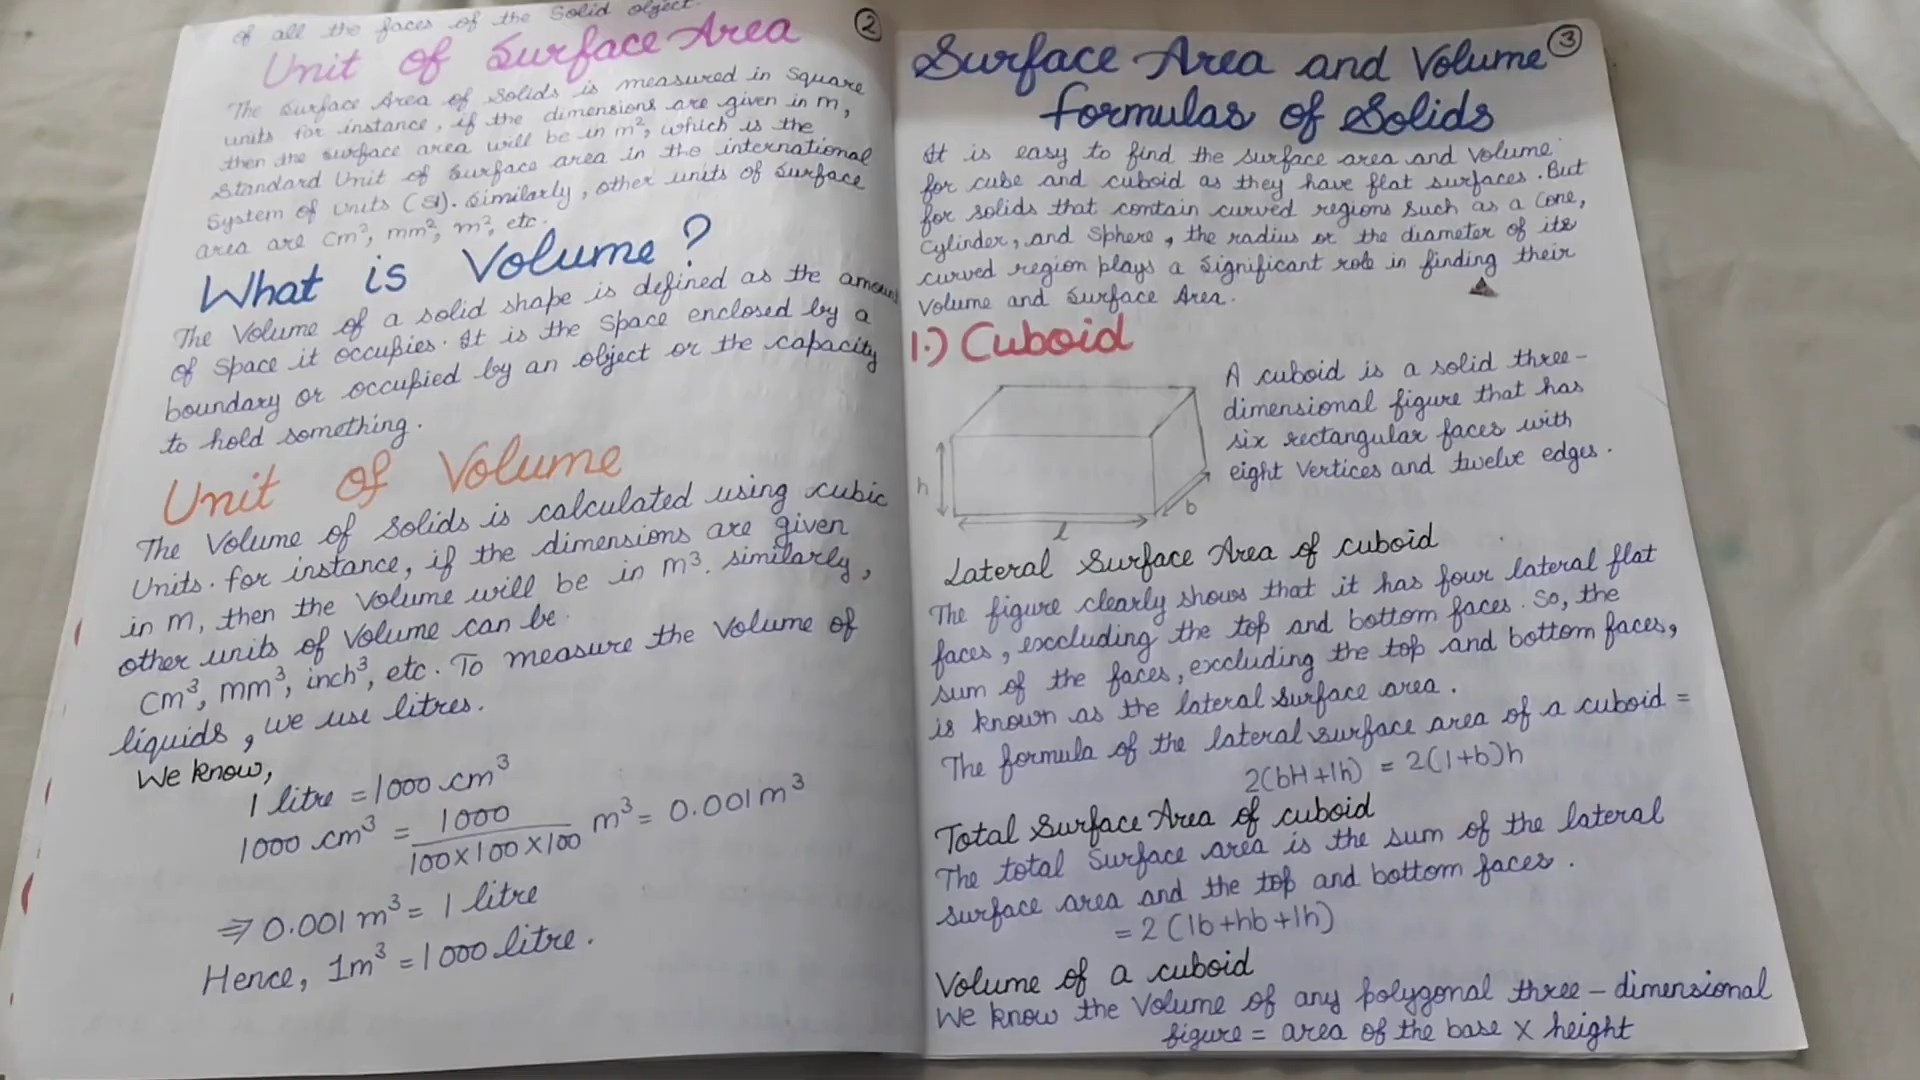 of all the faces of the Solid object.
2
Unit of Surface Area
The Surface Area of Solids is measured in Square
units for instance, if the dimensions are given in m,
then the surface area will be in m², which is the
Standard Unit of Surface area in the international
System of Units (SI). Similarly, other units of Surface
area are cm², mm², m², etc.
What is Volume?
The Volume of a solid shape is defined as the amount
of Space it occupies. It is the Space enclosed by a
boundary or occupied by an object or the capacity
to hold something.
Unit of Volume
The Volume of Solids is calculated using cubic
Units. for instance, if the dimensions are given
in m, then the Volume will be in m³. similarly,
other units of Volume can be
cm³, mm³, inch³, etc. To measure the Volume of
liquids, we use litres.
We know,
1 litre = 1000 cm³
1000 cm³ = 1000 / 100×100×100 m³ = 0.001m³
⇒ 0.001 m³ = 1 litre
Hence, 1m³ = 1000 litre.
3
Surface Area and Volume
formulas of Solids
It is easy to find the surface area and Volume
for cube and cuboid as they have flat surfaces. But
for solids that contain curved regions Such as a Cone,
Cylinder, and Sphere, the radius or the diameter of its
curved region plays a significant role in finding their
Volume and Surface Area.
1.) Cuboid
A cuboid is a solid three-
dimensional figure that has
six rectangular faces with
eight Vertices and twelve edges.
h
l
b
Lateral Surface Area of cuboid
The figure clearly shows that it has four lateral flat
faces, exccluding the top and bottom faces. So, the
sum of the faces, excluding the top and bottom faces,
is known as the lateral surface area.
The formula of the lateral surface area of a cuboid =
2(bH+lh) = 2(l+b)h
Total Surface Area of cuboid
The total Surface area is the sum of the lateral
surface area and the top and bottom faces.
= 2 (lb+hb+lh)
Volume of a cuboid
We know the Volume of any polygonal three-dimensional
figure = area of the base × height